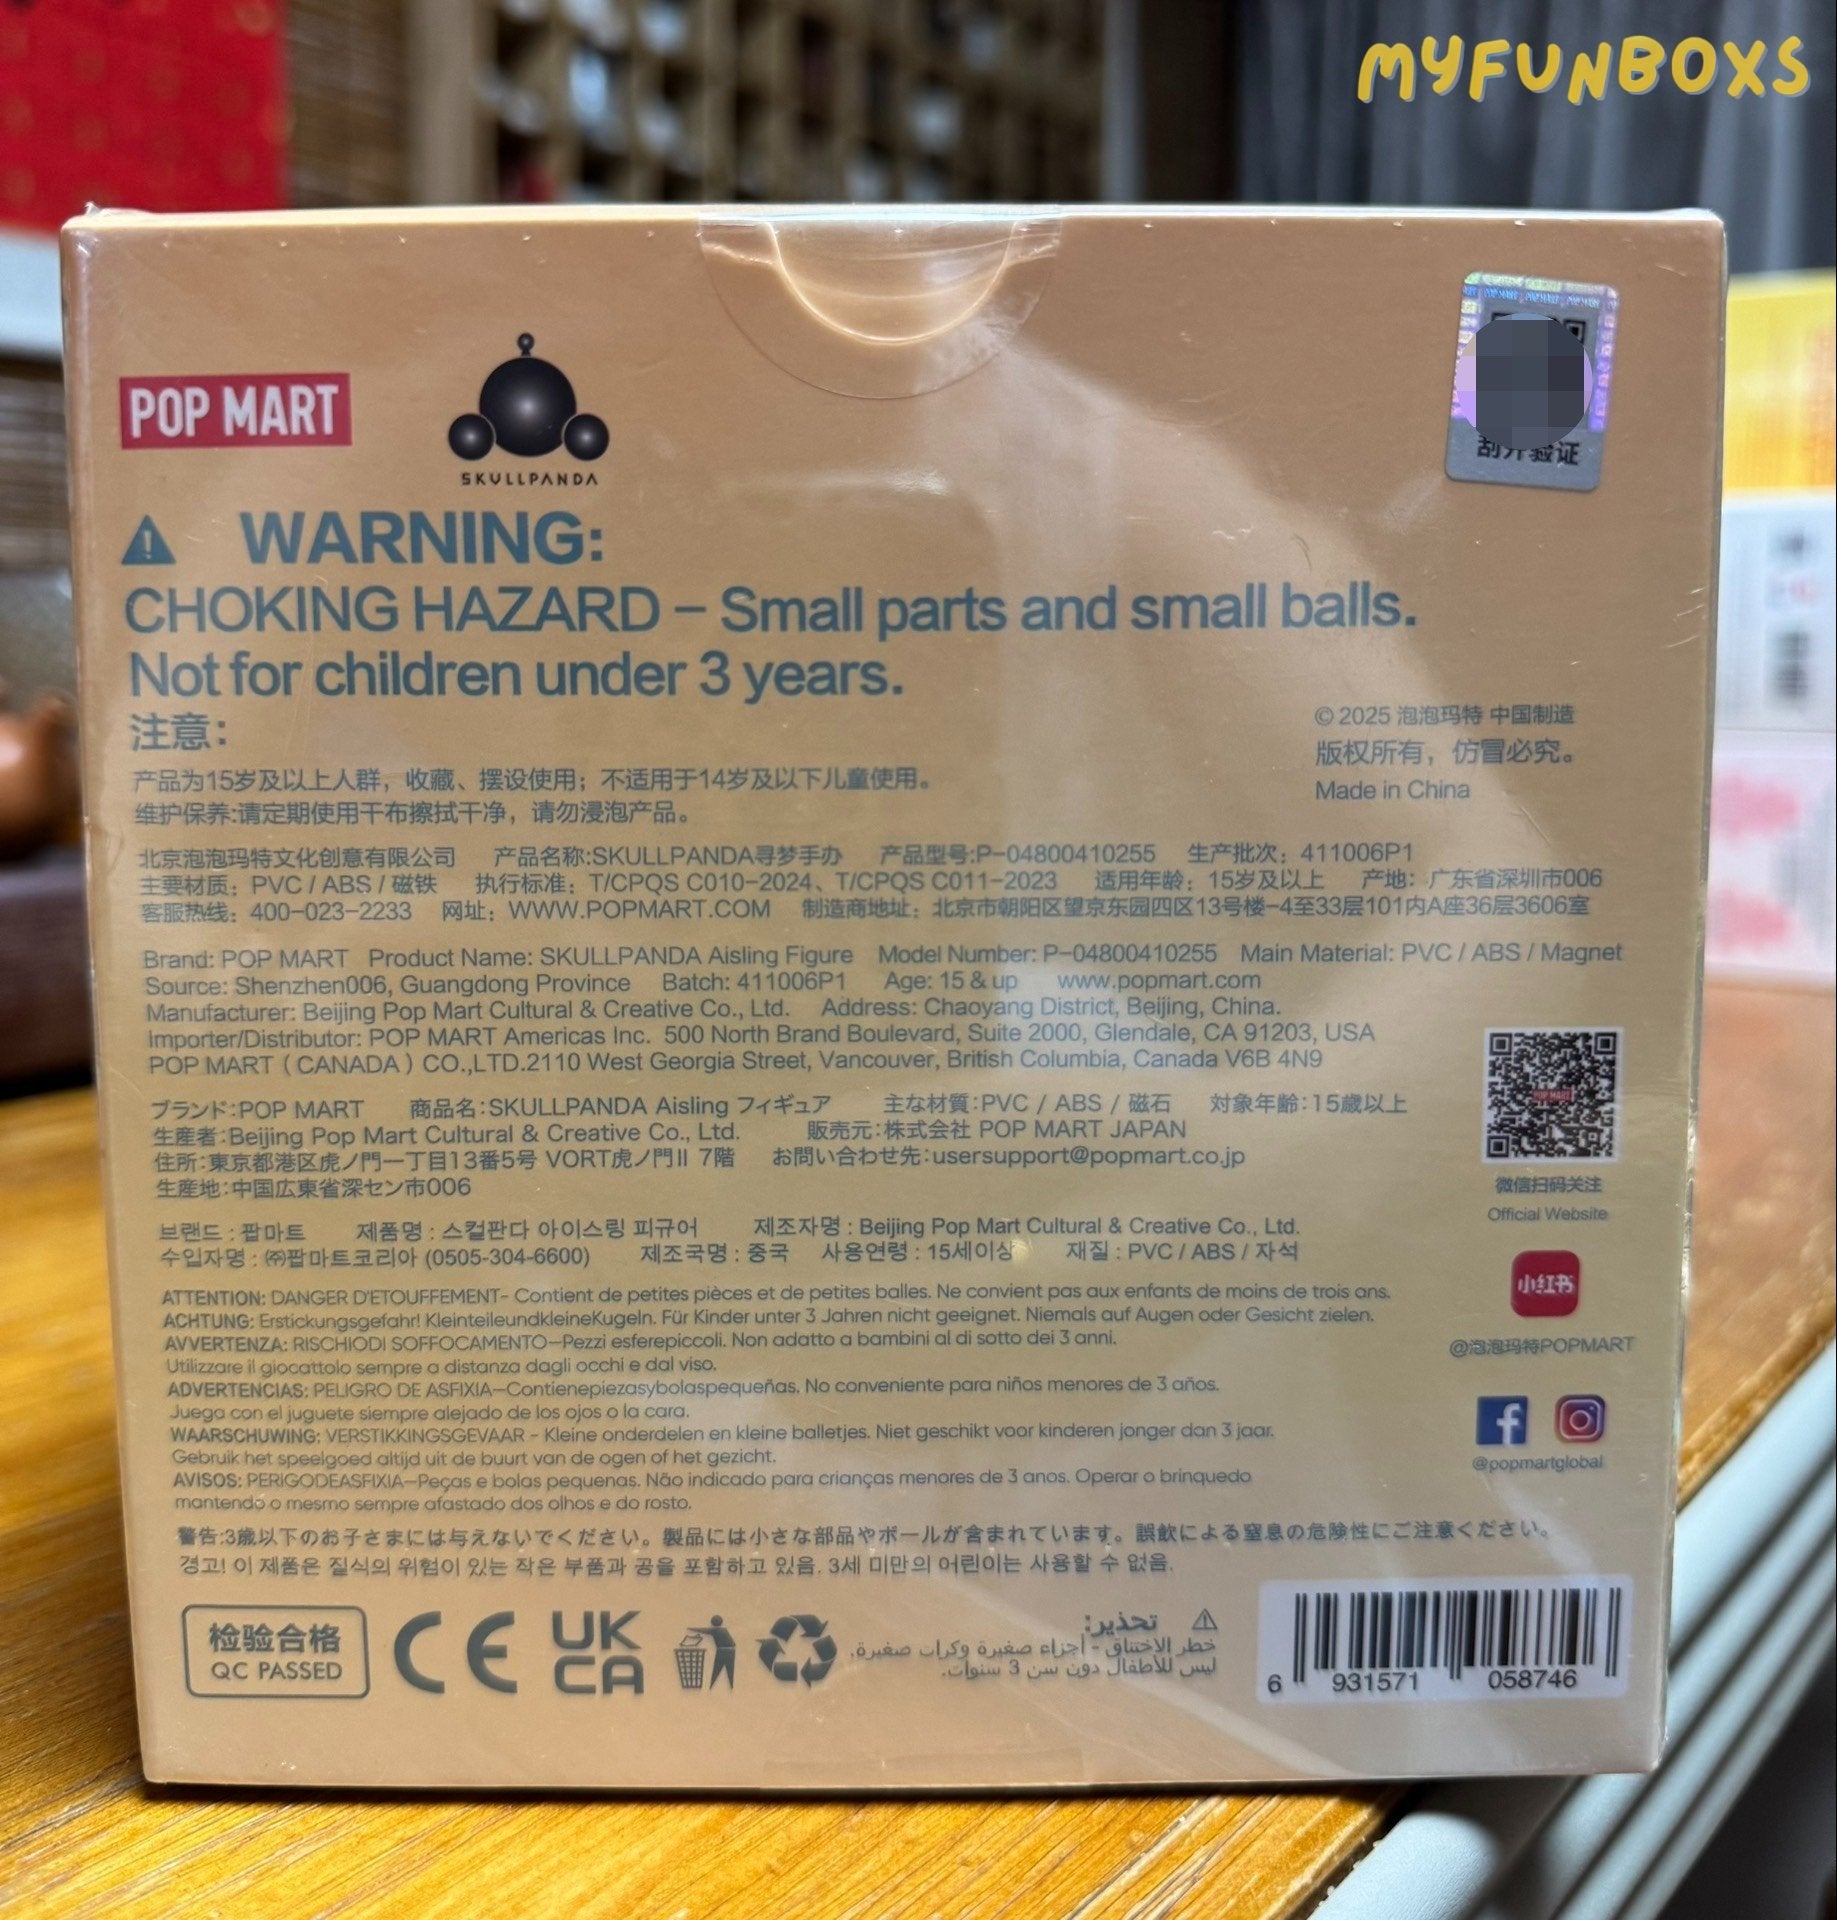 MYFUNBOXS
POP MART
SKULLPANDA
刮开验证
WARNING:
CHOKING HAZARD – Small parts and small balls.
Not for children under 3 years.
注意：
产品为15岁及以上人群，收藏、摆设使用；不适用于14岁及以下儿童使用。
维护保养:请定期使用干布擦拭干净，请勿浸泡产品。
© 2025 泡泡玛特 中国制造
版权所有，仿冒必究。
Made in China
北京泡泡玛特文化创意有限公司 产品名称:SKULLPANDA寻梦手办 产品型号:P-04800410255 生产批次：411006P1
主要材质：PVC / ABS / 磁铁 执行标准：T/CPQS C010-2024、T/CPQS C011-2023 适用年龄：15岁及以上 产地：广东省深圳市006
客服热线：400-023-2233 网址：WWW.POPMART.COM 制造商地址：北京市朝阳区望京东园四区13号楼-4至33层101内A座36层3606室
Brand: POP MART Product Name: SKULLPANDA Aisling Figure Model Number: P-04800410255 Main Material: PVC / ABS / Magnet
Source: Shenzhen006, Guangdong Province Batch: 411006P1 Age: 15 & up www.popmart.com
Manufacturer: Beijing Pop Mart Cultural & Creative Co., Ltd. Address: Chaoyang District, Beijing, China.
Importer/Distributor: POP MART Americas Inc. 500 North Brand Boulevard, Suite 2000, Glendale, CA 91203, USA
POP MART（CANADA）CO.,LTD.2110 West Georgia Street, Vancouver, British Columbia, Canada V6B 4N9
ブランド:POP MART 商品名:SKULLPANDA Aisling フィギュア 主な材質:PVC / ABS / 磁石 対象年齢:15歳以上
生産者:Beijing Pop Mart Cultural & Creative Co., Ltd. 販売元:株式会社 POP MART JAPAN
住所:東京都港区虎ノ門一丁目13番5号 VORT虎ノ門II 7階 お問い合わせ先:usersupport@popmart.co.jp
生産地:中国広東省深セン市006
브랜드 : 팝마트 제품명 : 스컬판다 아이스링 피규어 제조자명 : Beijing Pop Mart Cultural & Creative Co., Ltd.
수입자명 : ㈜팝마트코리아 (0505-304-6600) 제조국명 : 중국 사용연령 : 15세이상 재질 : PVC / ABS / 자석
POP MART
微信扫码关注
Official Website
小红书
@泡泡玛特POPMART
@popmartglobal
ATTENTION: DANGER D'ETOUFFEMENT- Contient de petites pièces et de petites balles. Ne convient pas aux enfants de moins de trois ans.
ACHTUNG: Erstickungsgefahr! KleinteileundkleineKugeln. Für Kinder unter 3 Jahren nicht geeignet. Niemals auf Augen oder Gesicht zielen.
AVVERTENZA: RISCHIODI SOFFOCAMENTO—Pezzi esferepiccoli. Non adatto a bambini al di sotto dei 3 anni.
Utilizzare il giocattolo sempre a distanza dagli occhi e dal viso.
ADVERTENCIAS: PELIGRO DE ASFIXIA—Contienepiezasybolaspequeñas. No conveniente para niños menores de 3 años.
Juega con el juguete siempre alejado de los ojos o la cara.
WAARSCHUWING: VERSTIKKINGSGEVAAR - Kleine onderdelen en kleine balletjes. Niet geschikt voor kinderen jonger dan 3 jaar.
Gebruik het speelgoed altijd uit de buurt van de ogen of het gezicht.
AVISOS: PERIGODEASFIXIA—Peças e bolas pequenas. Não indicado para crianças menores de 3 anos. Operar o brinquedo
mantendo o mesmo sempre afastado dos olhos e do rosto.
警告:3歳以下のお子さまには与えないでください。製品には小さな部品やボールが含まれています。誤飲による窒息の危険性にご注意ください。
경고! 이 제품은 질식의 위험이 있는 작은 부품과 공을 포함하고 있음. 3세 미만의 어린이는 사용할 수 없음.
检验合格
QC PASSED
CE
UK
CA
تحذير:
خطر الاختناق - أجزاء صغيرة وكرات صغيرة.
ليس للأطفال دون سن 3 سنوات.
6 931571 058746